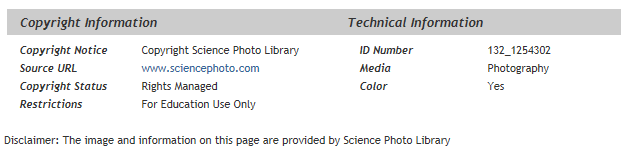 Copyright Information Technical Information
Copyright Notice Copyright Science Photo Library ID Number 132_1254302
Source URL www.sciencephoto.com Media Photography
Copyright Status Rights Managed Color Yes
Restrictions For Education Use Only
Disclaimer: The image and information on this page are provided by Science Photo Library